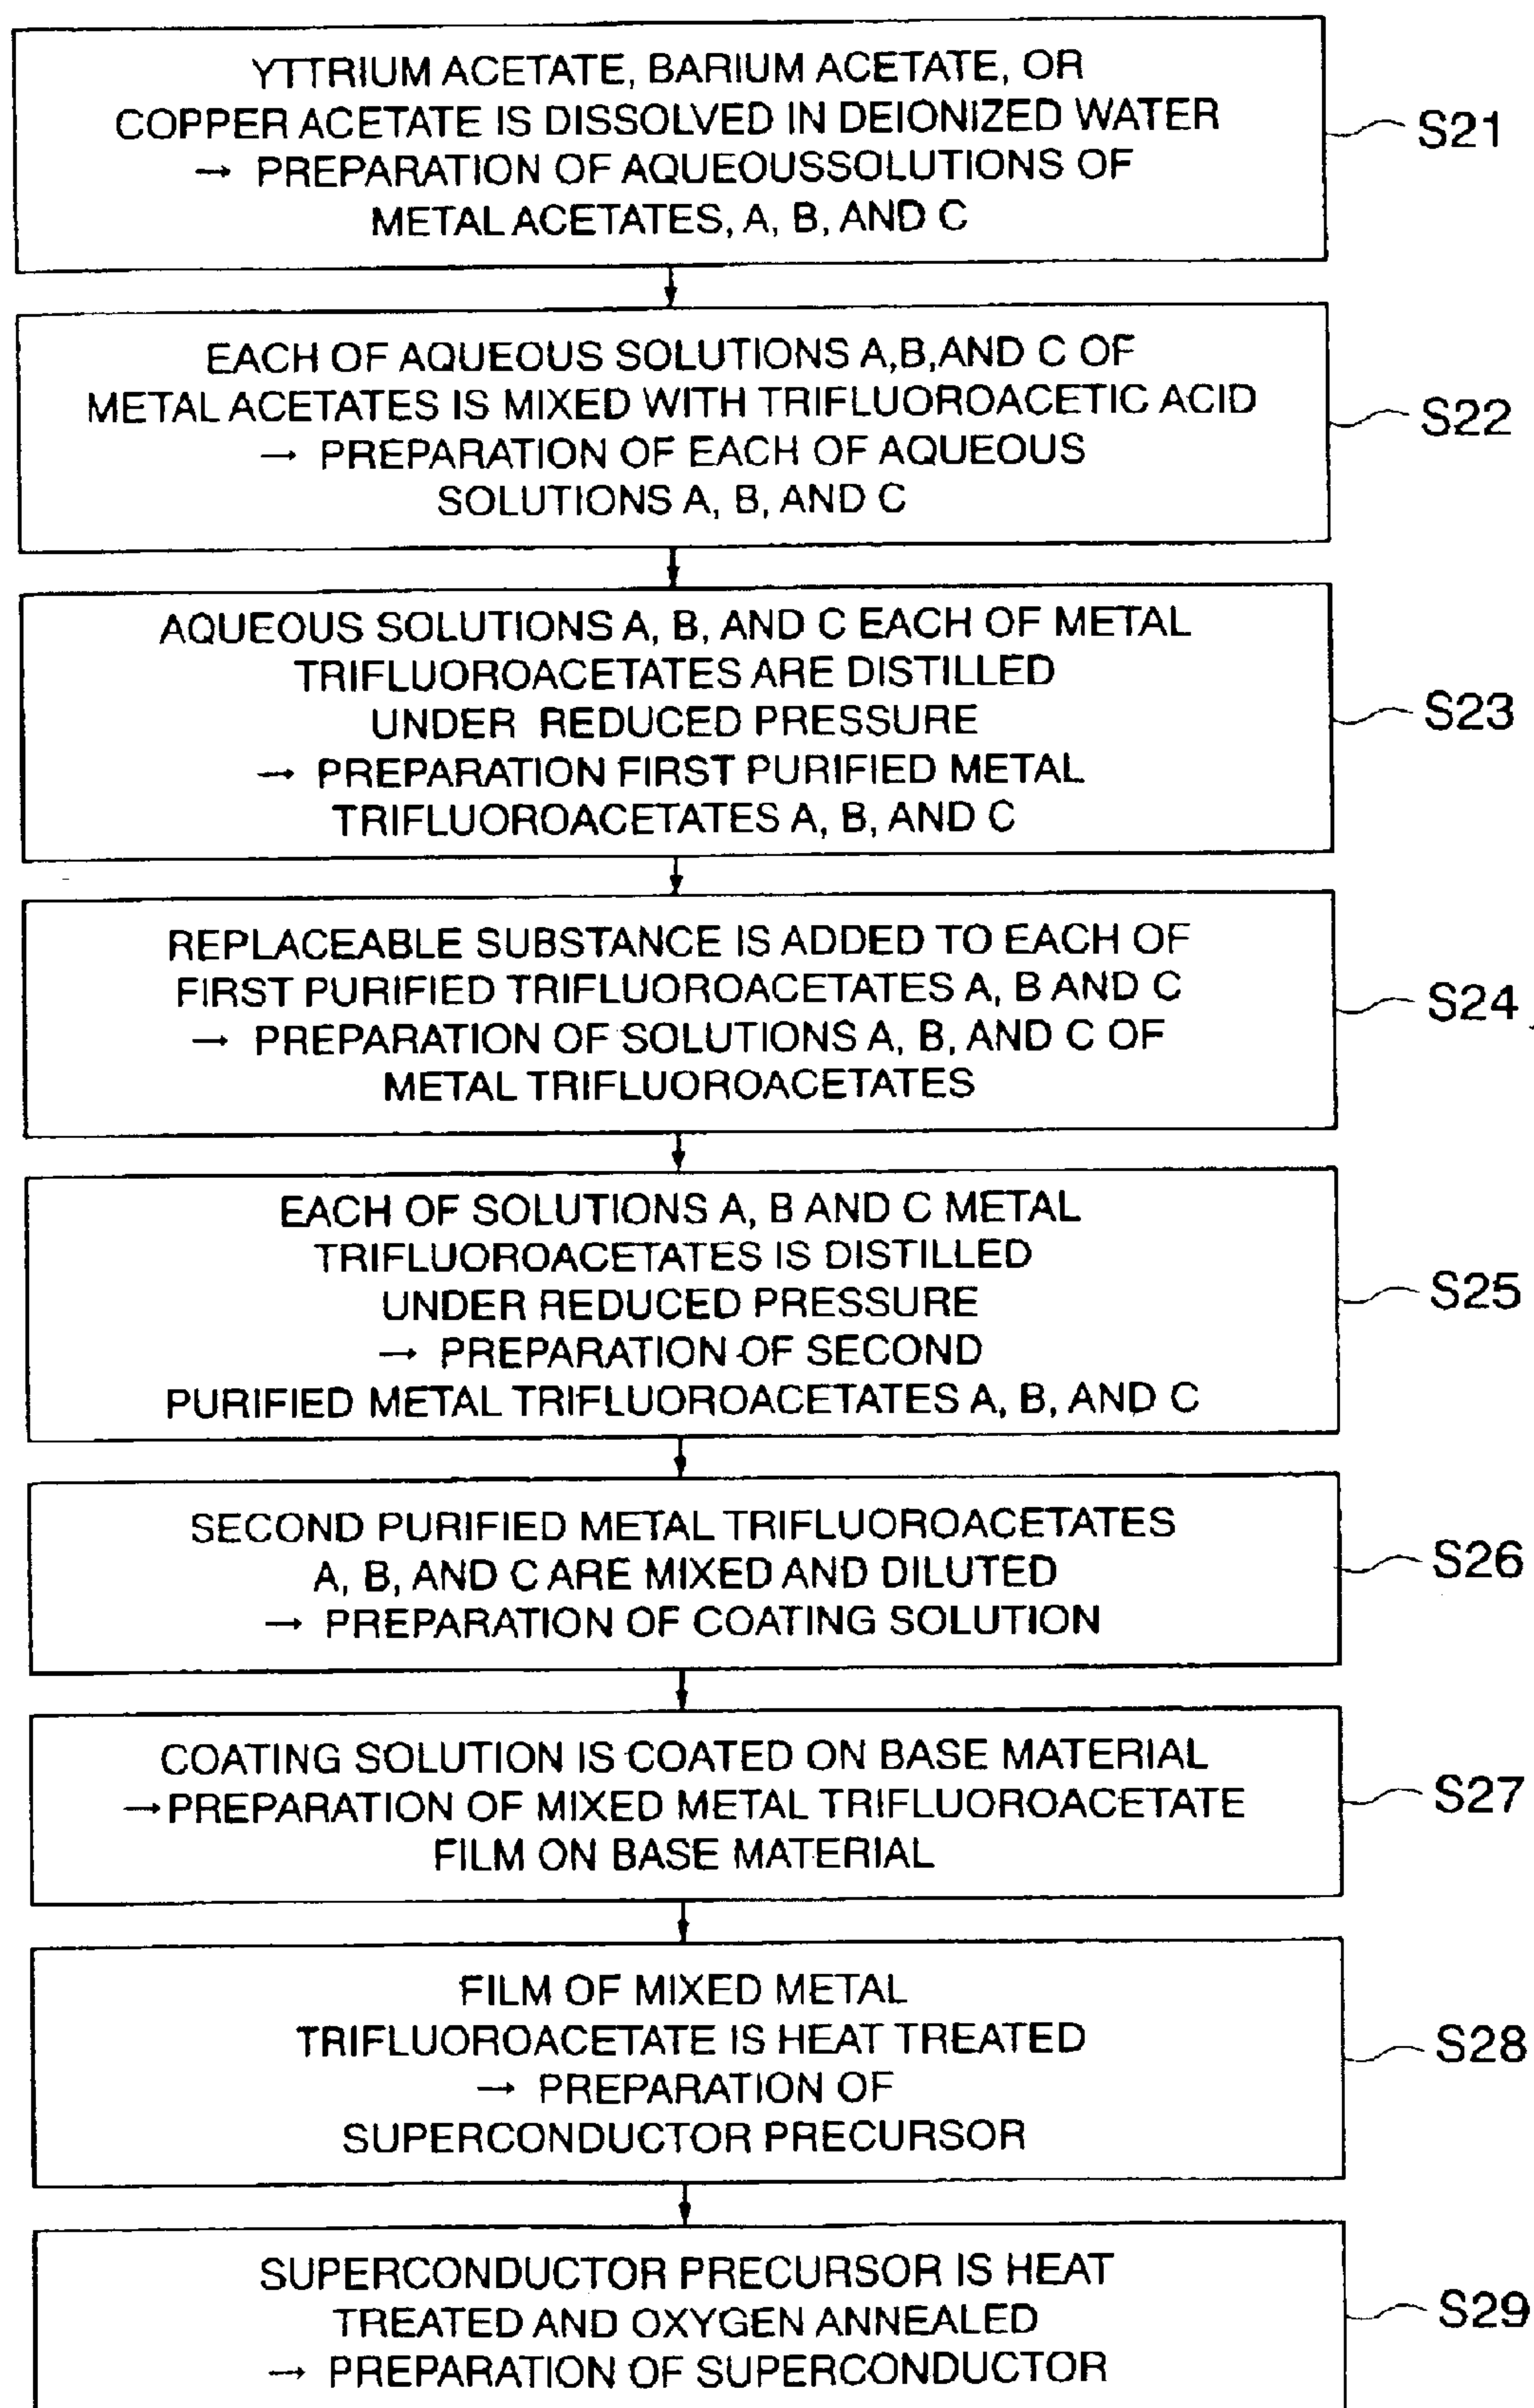 YTTRIUM ACETATE, BARIUM ACETATE, OR
COPPER ACETATE IS DISSOLVED IN DEIONIZED WATER
→ PREPARATION OF AQUEOUSSOLUTIONS OF
METAL ACETATES, A, B, AND C
S21
EACH OF AQUEOUS SOLUTIONS A,B,AND C OF
METAL ACETATES IS MIXED WITH TRIFLUOROACETIC ACID
→ PREPARATION OF EACH OF AQUEOUS
SOLUTIONS A, B, AND C
S22
AQUEOUS SOLUTIONS A, B, AND C EACH OF METAL
TRIFLUOROACETATES ARE DISTILLED
UNDER REDUCED PRESSURE
→ PREPARATION FIRST PURIFIED METAL
TRIFLUOROACETATES A, B, AND C
S23
REPLACEABLE SUBSTANCE IS ADDED TO EACH OF
FIRST PURIFIED TRIFLUOROACETATES A, B AND C
→ PREPARATION OF SOLUTIONS A, B, AND C OF
METAL TRIFLUOROACETATES
S24
EACH OF SOLUTIONS A, B AND C METAL
TRIFLUOROACETATES IS DISTILLED
UNDER REDUCED PRESSURE
→ PREPARATION OF SECOND
PURIFIED METAL TRIFLUOROACETATES A, B, AND C
S25
SECOND PURIFIED METAL TRIFLUOROACETATES
A, B, AND C ARE MIXED AND DILUTED
→ PREPARATION OF COATING SOLUTION
S26
COATING SOLUTION IS COATED ON BASE MATERIAL
→PREPARATION OF MIXED METAL TRIFLUOROACETATE
FILM ON BASE MATERIAL
S27
FILM OF MIXED METAL
TRIFLUOROACETATE IS HEAT TREATED
→ PREPARATION OF
SUPERCONDUCTOR PRECURSOR
S28
SUPERCONDUCTOR PRECURSOR IS HEAT
TREATED AND OXYGEN ANNEALED
→ PREPARATION OF SUPERCONDUCTOR
S29